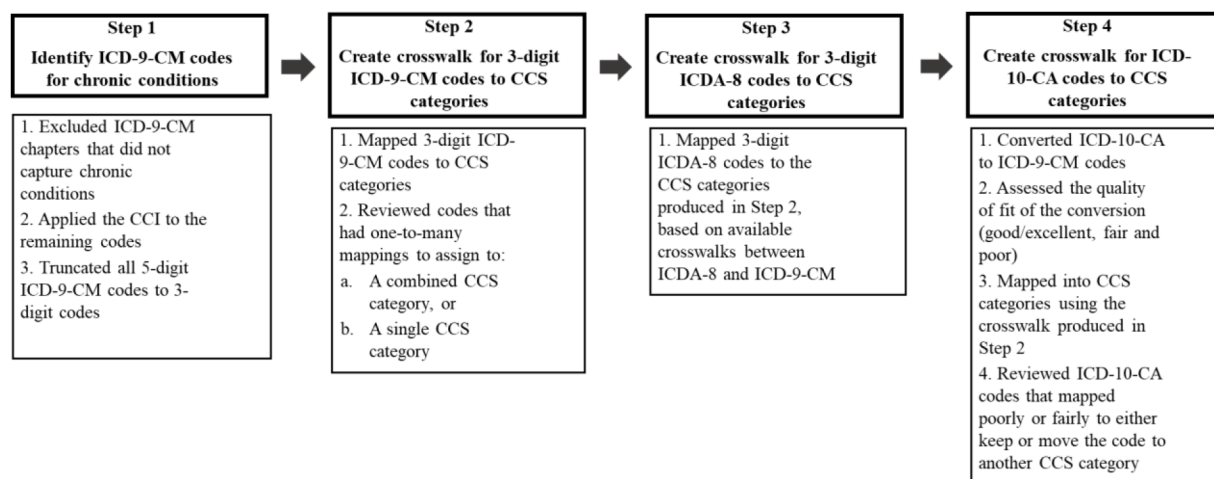 Step 1
Identify ICD-9-CM codes
for chronic conditions
1. Excluded ICD-9-CM
chapters that did not
capture chronic
conditions
2. Applied the CCI to the
remaining codes
3. Truncated all 5-digit
ICD-9-CM codes to 3-
digit codes
Step 2
Create crosswalk for 3-digit
ICD-9-CM codes to CCS
categories
1. Mapped 3-digit ICD-
9-CM codes to CCS
categories
2. Reviewed codes that
had one-to-many
mappings to assign to:
a. A combined CCS
category, or
b. A single CCS
category
Step 3
Create crosswalk for 3-digit
ICDA-8 codes to CCS
categories
1. Mapped 3-digit
ICDA-8 codes to the
CCS categories
produced in Step 2,
based on available
crosswalks between
ICDA-8 and ICD-9-CM
Step 4
Create crosswalk for ICD-
10-CA codes to CCS
categories
1. Converted ICD-10-CA
to ICD-9-CM codes
2. Assessed the quality
of fit of the conversion
(good/excellent, fair and
poor)
3. Mapped into CCS
categories using the
crosswalk produced in
Step 2
4. Reviewed ICD-10-CA
codes that mapped
poorly or fairly to either
keep or move the code to
another CCS category